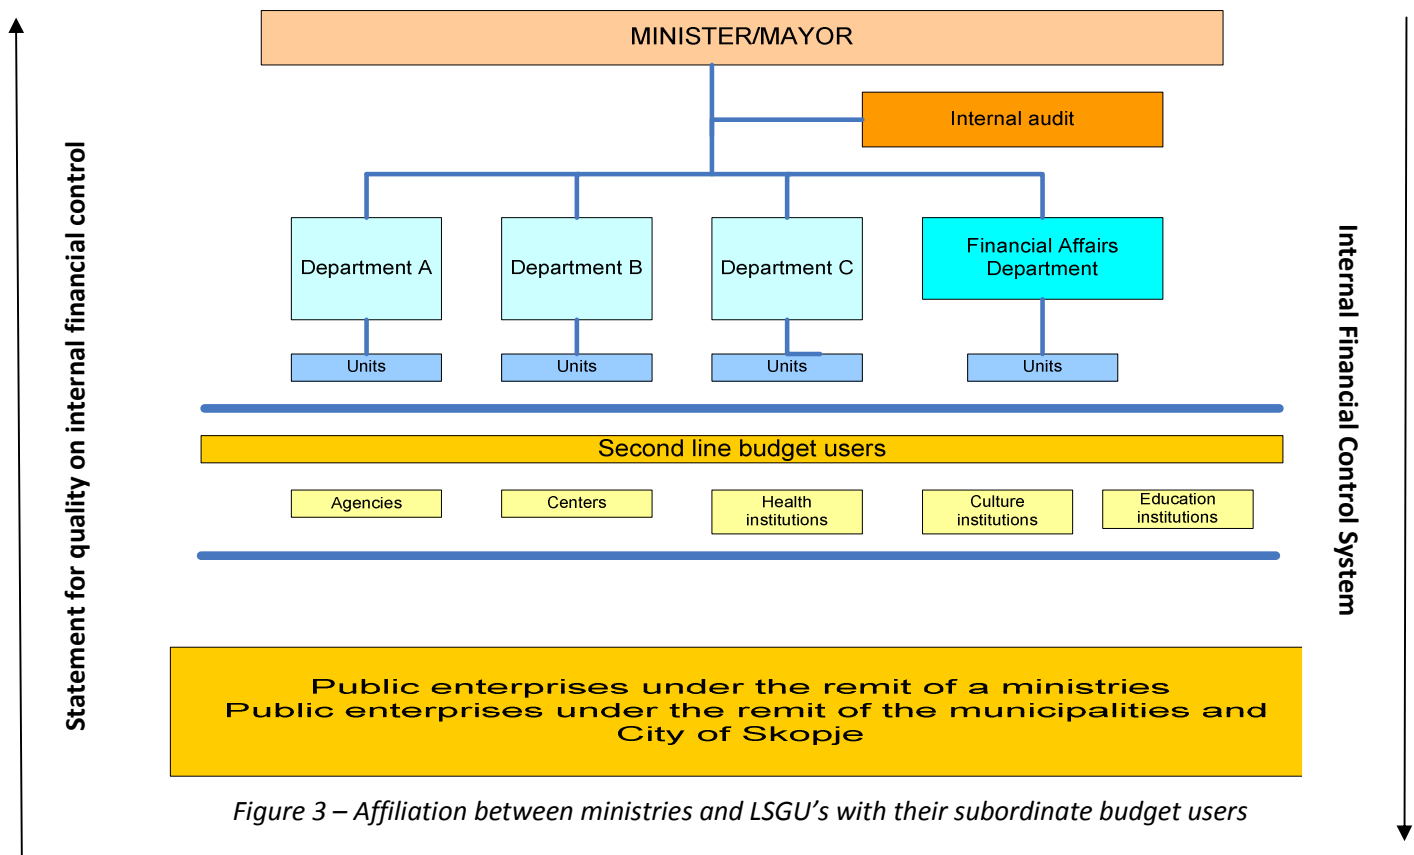 MINISTER/MAYOR
Internal audit
Statement for quality on internal financial control
Internal Financial Control System
Department A
Department B
Department C
Financial Affairs
Department
Units
Units
Units
Units
Second line budget users
Agencies
Centers
Health
institutions
Culture
institutions
Education
institutions
Public enterprises under the remit of a ministries
Public enterprises under the remit of the municipalities and
City of Skopje
Figure 3 – Affiliation between ministries and LSGU’s with their subordinate budget users